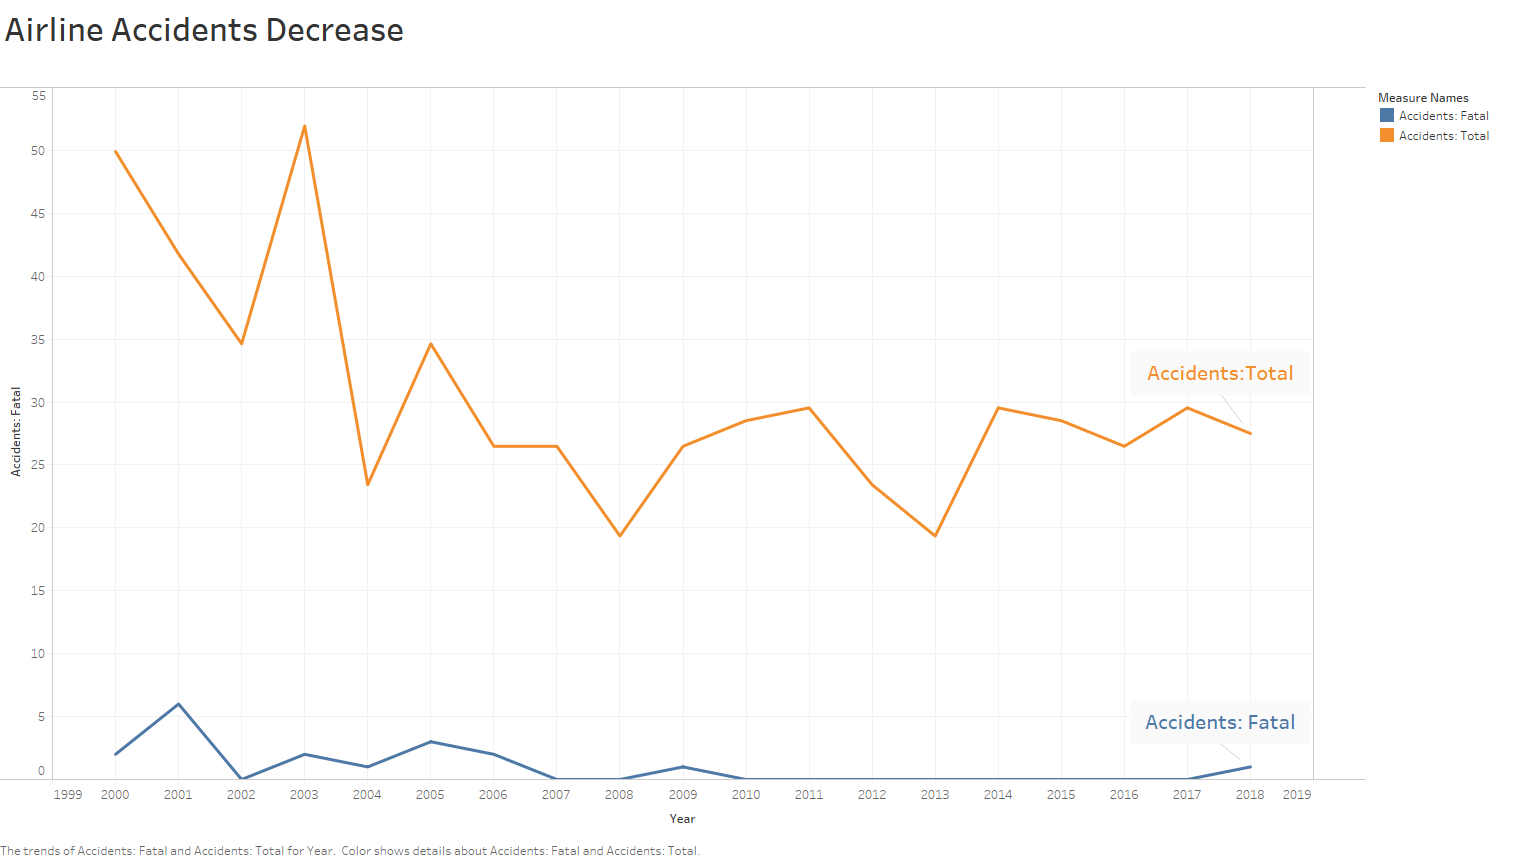 Airline Accidents Decrease
Measure Names
Accidents: Fatal
Accidents: Total
55
50
45
40
35
30
25
20
15
10
5
0
Accidents: Fatal
Accidents:Total
Accidents: Fatal
1999 2000 2001 2002 2003 2004 2005 2006 2007 2008 2009 2010 2011 2012 2013 2014 2015 2016 2017 2018 2019
Year
The trends of Accidents: Fatal and Accidents: Total for Year. Color shows details about Accidents: Fatal and Accidents: Total.